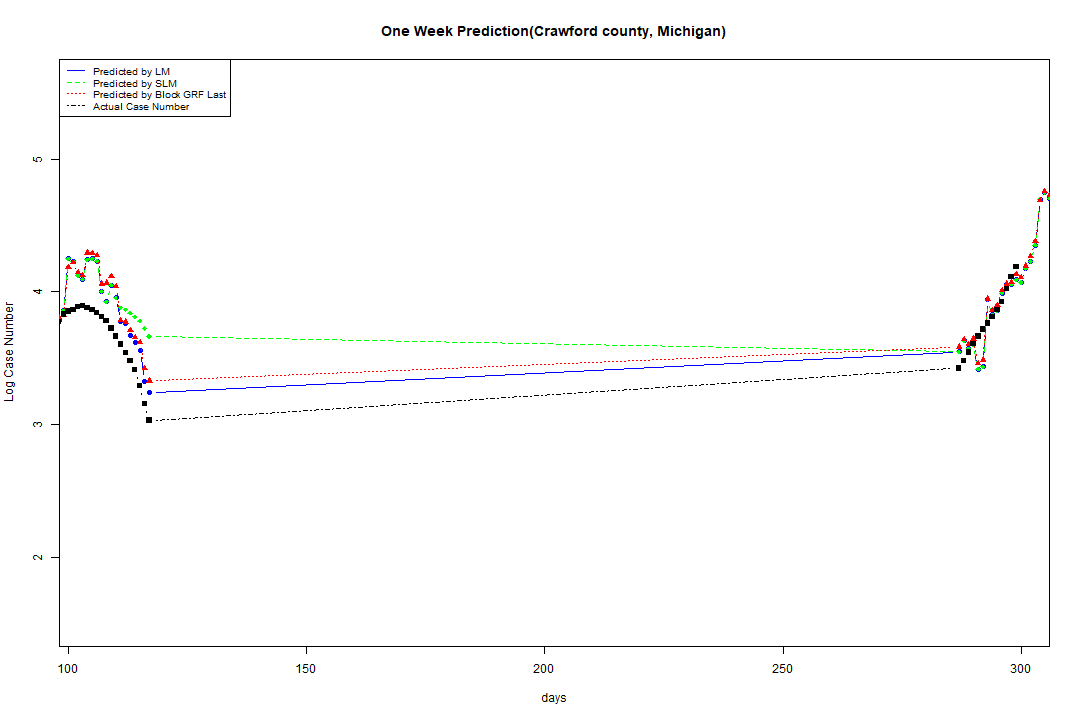 One Week Prediction(Crawford county, Michigan)
Predicted by LM
Predicted by SLM
Predicted by Block GRF Last
Actual Case Number
5
4
3
2
Log Case Number
100 150 200 250 300
days